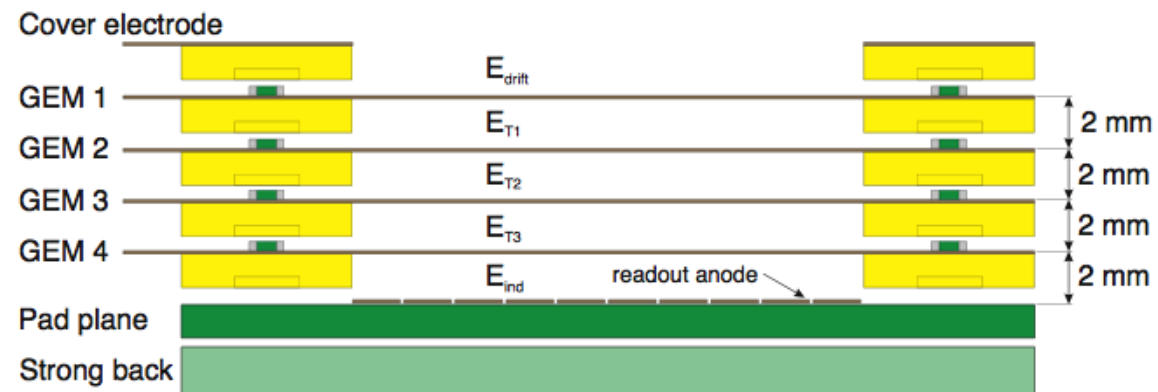 Cover electrode
E_drift
GEM 1
E_T1
2 mm
GEM 2
E_T2
2 mm
GEM 3
E_T3
2 mm
GEM 4
E_ind
readout anode
2 mm
Pad plane
Strong back